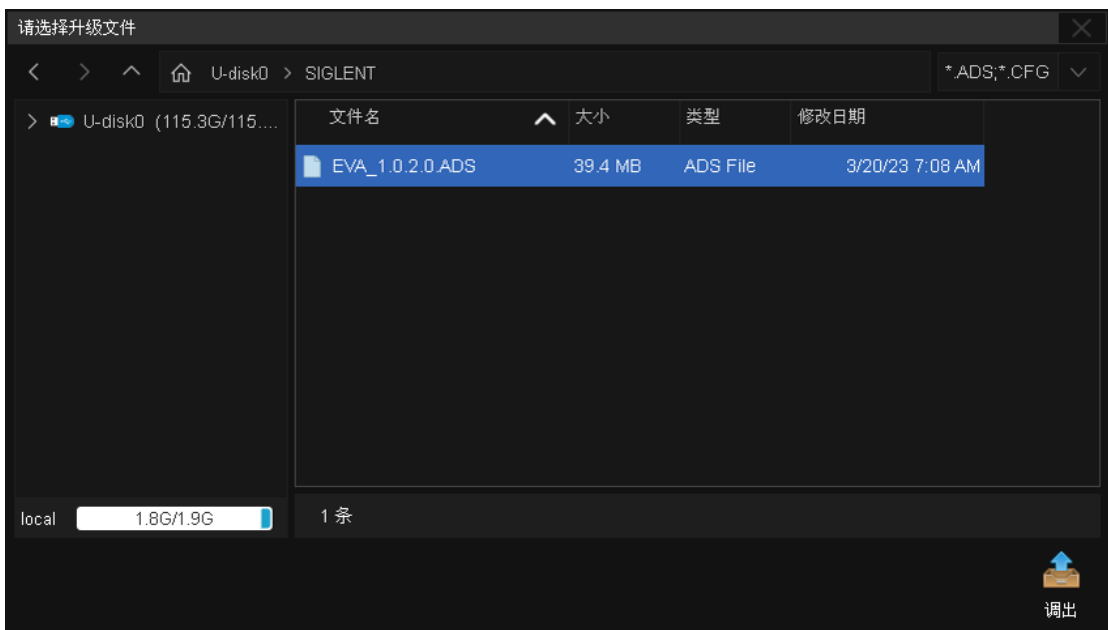 请选择升级文件
U-disk0 > SIGLENT *.ADS;*.CFG
U-disk0 (115.3G/115....
文件名 大小 类型 修改日期
EVA_1.0.2.0.ADS 39.4 MB ADS File 3/20/23 7:08 AM
local 1.8G/1.9G 1 条
调出